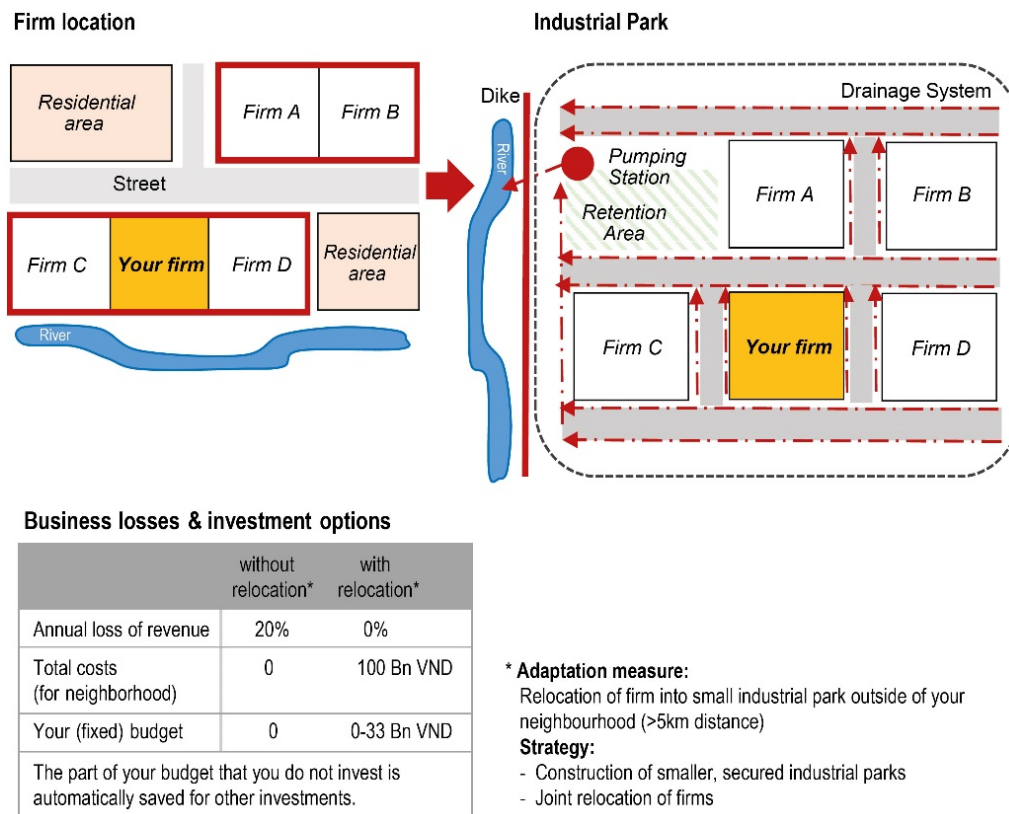 Firm location
Residential
area
Firm A
Firm B
Street
Firm C
Your firm
Firm D
Residential
area
River
Industrial Park
Dike
Drainage System
River
Pumping
Station
Retention
Area
Firm A
Firm B
Firm C
Your firm
Firm D
Business losses & investment options
without
relocation*
with
relocation*
Annual loss of revenue 20% 0%
Total costs
(for neighborhood) 0 100 Bn VND
Your (fixed) budget 0 0-33 Bn VND
The part of your budget that you do not invest is
automatically saved for other investments.
* Adaptation measure:
Relocation of firm into small industrial park outside of your
neighbourhood (>5km distance)
Strategy:
- Construction of smaller, secured industrial parks
- Joint relocation of firms